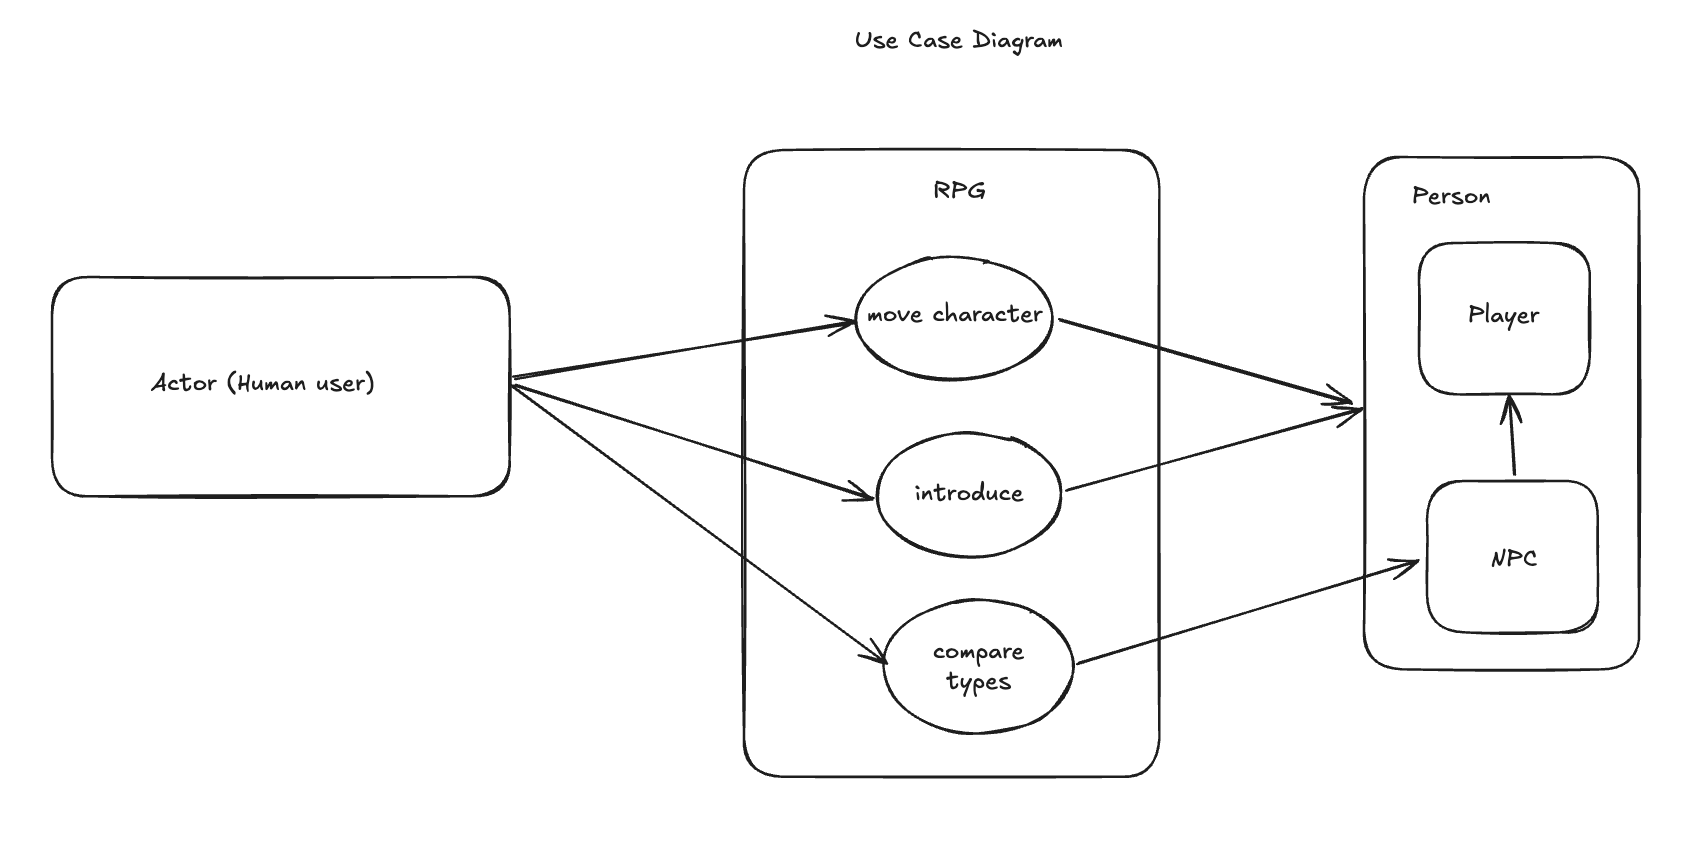 Use Case Diagram
RPG
Person
move character
Player
Actor (Human user)
introduce
NPC
compare
types